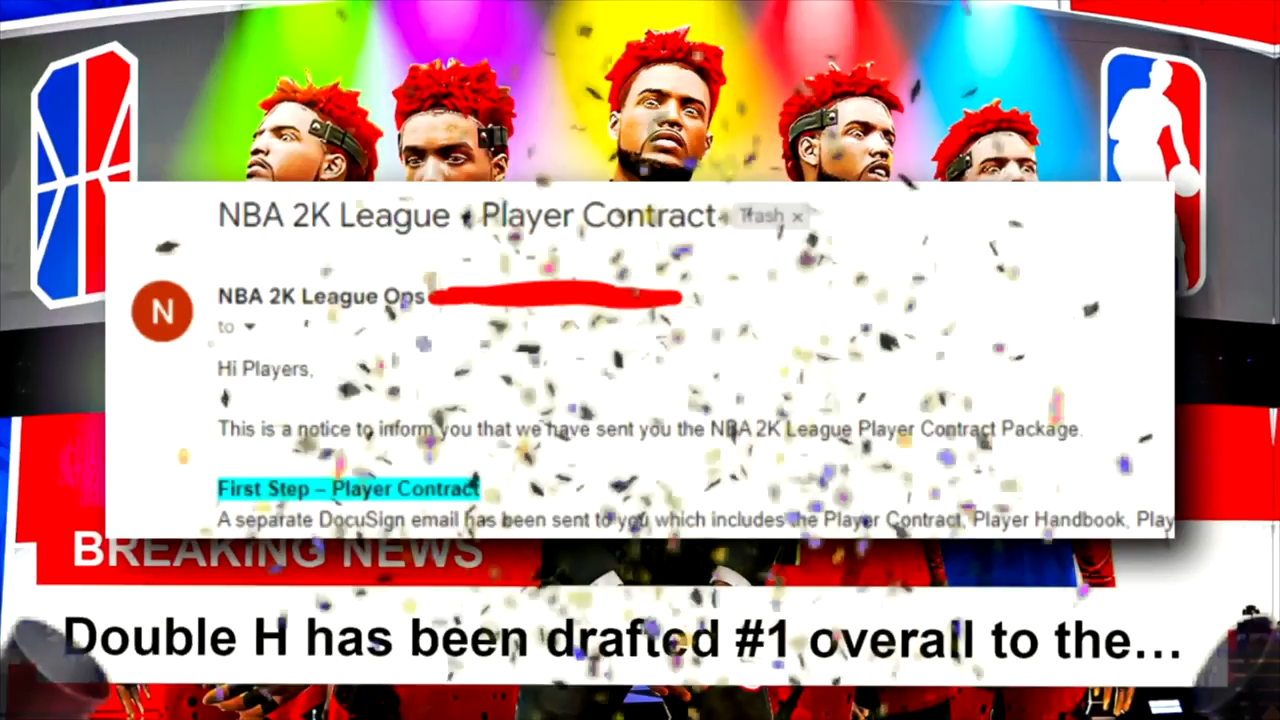 NBA 2K League - Player Contract Trash ×
N
NBA 2K League Ops
to
Hi Players,
This is a notice to inform you that we have sent you the NBA 2K League Player Contract Package.
First Step – Player Contract
A separate DocuSign email has been sent to you which includes the Player Contract, Player Handbook, Play
BREAKING NEWS
Double H has been drafted #1 overall to the...